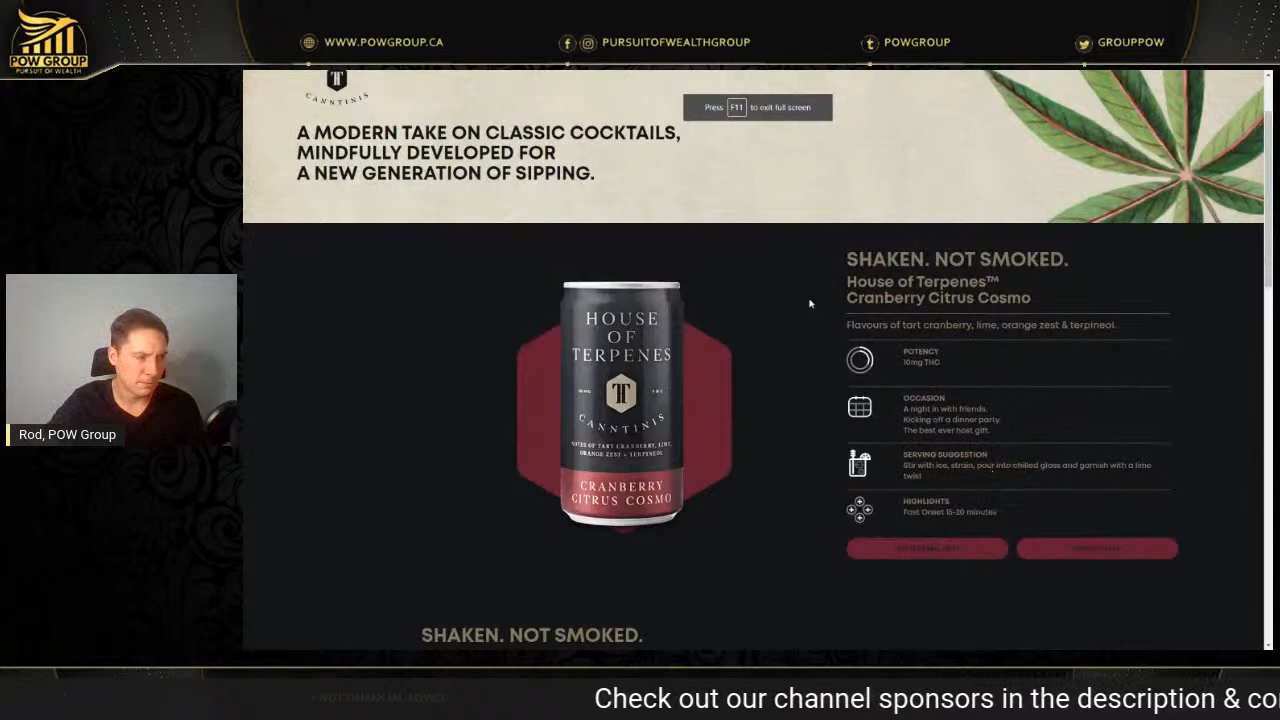 POW GROUP
PURSUIT OF WEALTH
WWW.POWGROUP.CA
PURSUITOFWEALTHGROUP
POWGROUP
GROUPPOW
CANNTINIS
Press F11 to exit full screen
A MODERN TAKE ON CLASSIC COCKTAILS,
MINDFULLY DEVELOPED FOR
A NEW GENERATION OF SIPPING.
HOUSE
OF
TERPENES
CANNTINIS
NOTES OF TART CRANBERRY, LIME,
ORANGE ZEST + TERPINEOL
CRANBERRY
CITRUS COSMO
SHAKEN. NOT SMOKED.
House of Terpenes™
Cranberry Citrus Cosmo
Flavours of tart cranberry, lime, orange zest & terpineol.
POTENCY
10mg THC
OCCASION
A night in with friends.
Kicking off a dinner party.
The best ever host gift.
SERVING SUGGESTION
Stir with ice, strain, pour into chilled glass and garnish with a lime
twist
HIGHLIGHTS
Fast Onset 15-20 minutes
Rod, POW Group
SHAKEN. NOT SMOKED.
Check out our channel sponsors in the description & co